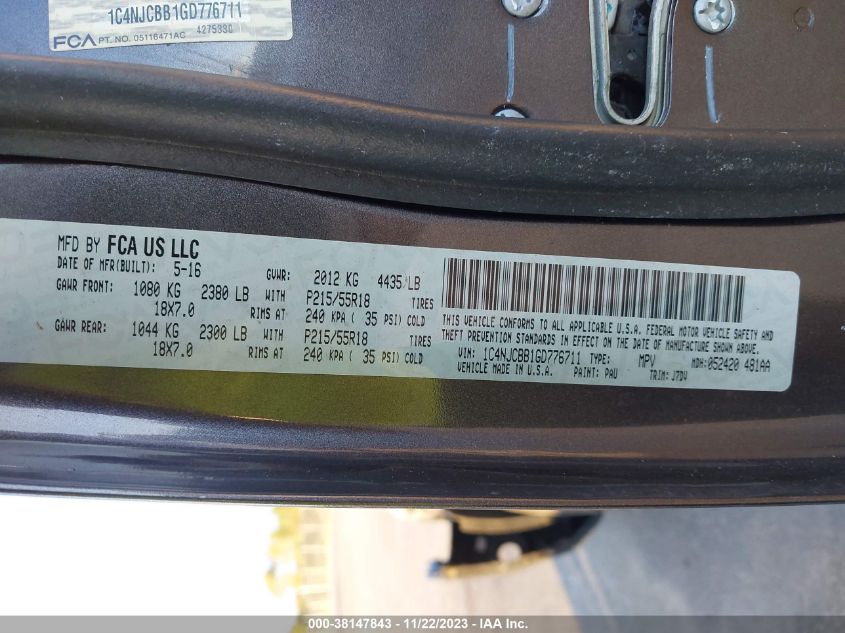 1C4NJCBB1GD776711
FCA PT. NO. 05116471AC 4275330
MFD BY FCA US LLC
DATE OF MFR(BUILT): 5-16 GVWR: 2012 KG 4435/LB
GAWR FRONT: 1080 KG 2380 LB WITH P215/55R18 TIRES
18X7.0 RIMS AT 240 KPA ( 35 PSI) COLD
GAWR REAR: 1044 KG 2300 LB WITH P215/55R18 TIRES
18X7.0 RIMS AT 240 KPA ( 35 PSI) COLD
THIS VEHICLE CONFORMS TO ALL APPLICABLE U.S.A. FEDERAL MOTOR VEHICLE SAFETY AND
THEFT PREVENTION STANDARDS IN EFFECT ON THE DATE OF MANUFACTURE SHOWN ABOVE.
VIN: 1C4NJCBB1GD776711 TYPE: MPV MDH:052420 481AA
VEHICLE MADE IN U.S.A. PAINT: PAU TRIM: J7DV
000-38147843 - 11/22/2023 - IAA Inc.